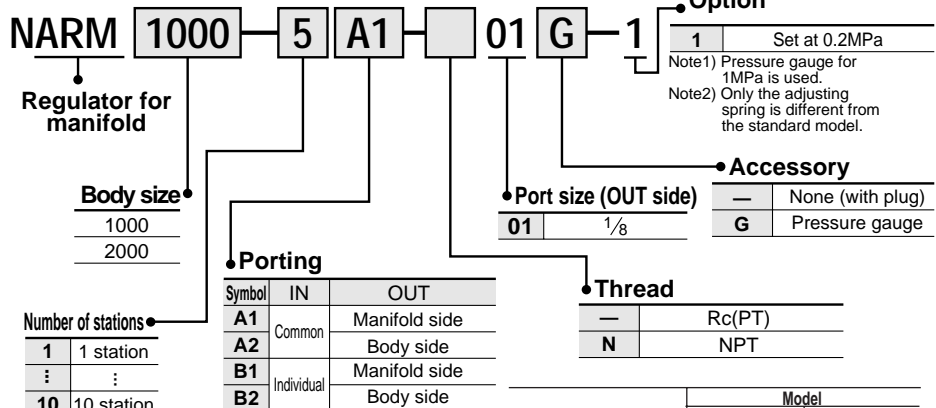 Option
NARM 1000 - 5 A1 - 01 G - 1
1 Set at 0.2MPa
Note1) Pressure gauge for
1MPa is used.
Note2) Only the adjusting
spring is different from
the standard model.
Regulator for
manifold
Accessory
— None (with plug)
G Pressure gauge
Body size
1000
2000
Port size (OUT side)
01 1/8
Porting
Symbol IN OUT
A1 Common Manifold side
A2 Body side
B1 Individual Manifold side
B2 Body side
Thread
— Rc(PT)
N NPT
Number of stations
1 1 station
⋮ ⋮
10 10 station
Model